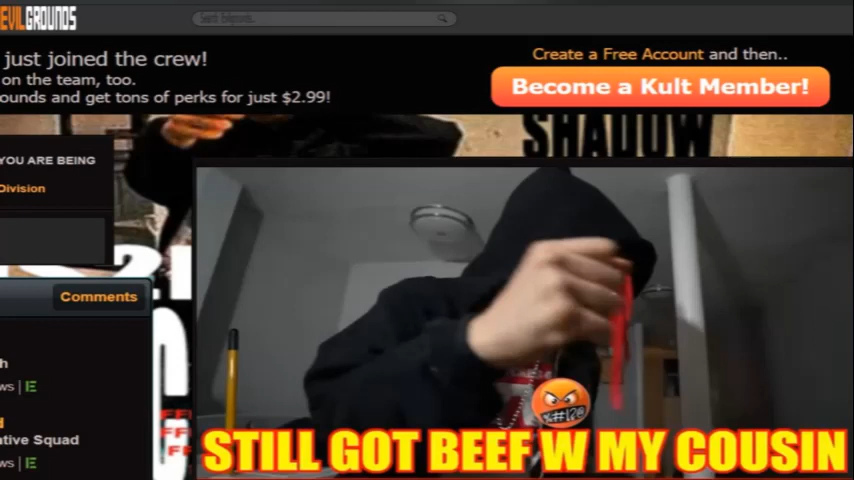 EVILGROUNDS
just joined the crew!
on the team, too.
ounds and get tons of perks for just $2.99!
Create a Free Account and then..
Become a Kult Member!
SHADOW
YOU ARE BEING
Division
Comments
h
ws
d
ative Squad
ws
%#12@
STILL GOT BEEF W MY COUSIN